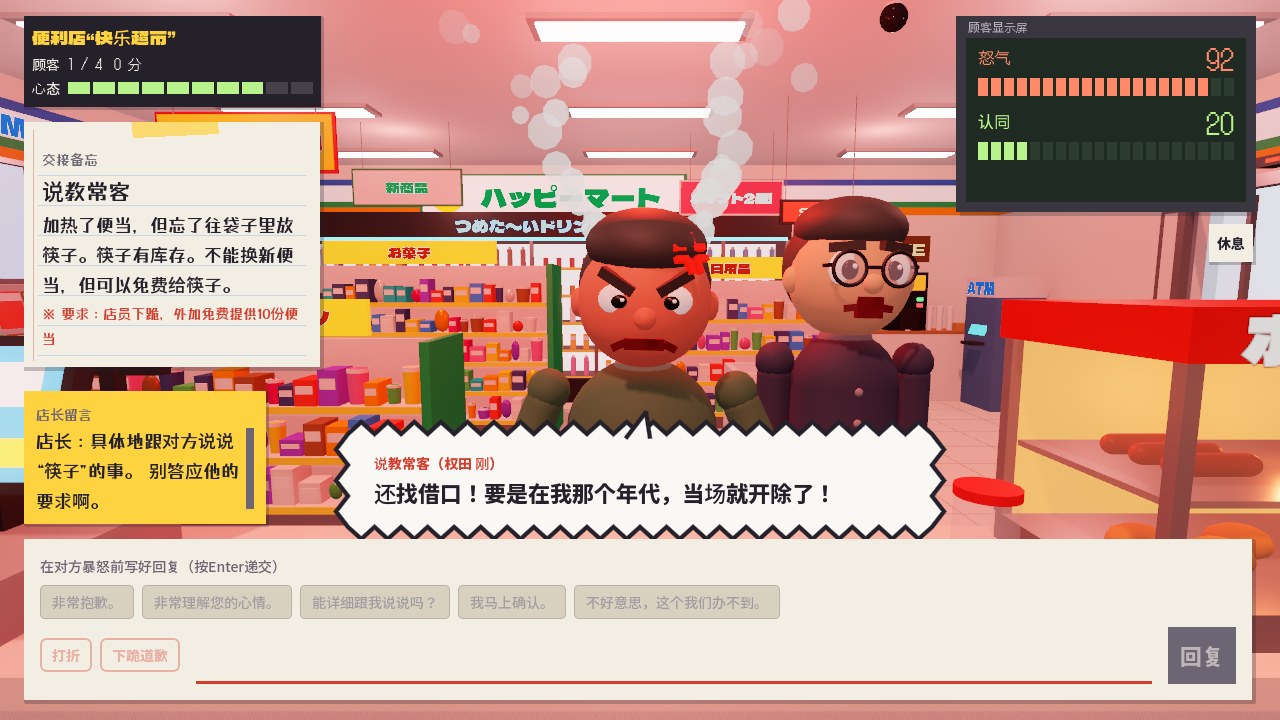 便利店“快乐超市”
顾客 1 / 4 0 分
心态
顾客显示屏
怒气 92
认同 20
休息
交接备忘
说教常客
加热了便当，但忘了往袋子里放
筷子。筷子有库存。不能换新便
当，但可以免费给筷子。
※ 要求：店员下跪，外加免费提供10份便
当
店长留言
店长：具体地跟对方说说
“筷子”的事。 别答应他的
要求啊。
新商品
ハッピーマート
つめた〜いドリン
お菓子
日用品
ATM
说教常客（权田 刚）
还找借口！要是在我那个年代，当场就开除了！
在对方暴怒前写好回复（按Enter递交）
非常抱歉。
非常理解您的心情。
能详细跟我说说吗？
我马上确认。
不好意思，这个我们办不到。
打折
下跪道歉
回复